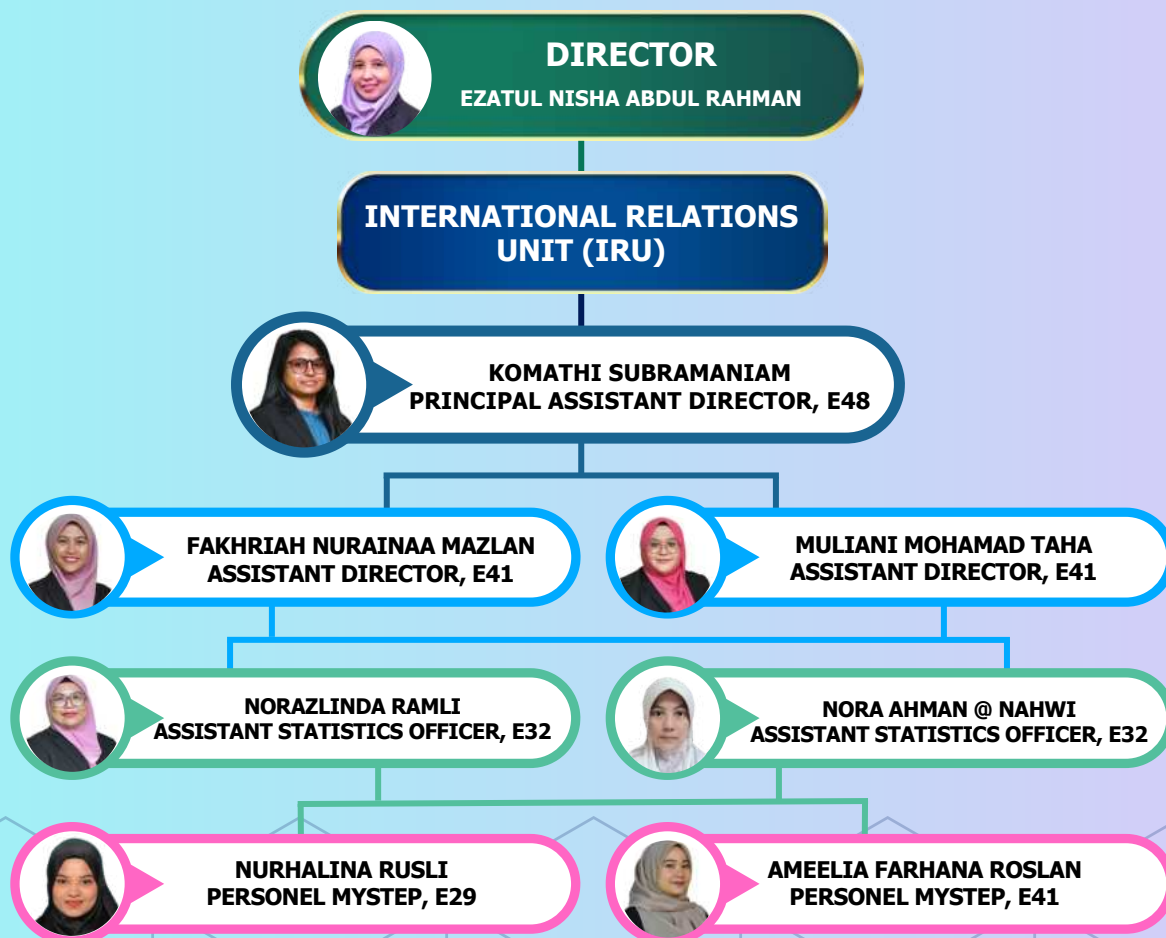 DIRECTOR
EZATUL NISHA ABDUL RAHMAN
INTERNATIONAL RELATIONS
UNIT (IRU)
KOMATHI SUBRAMANIAM
PRINCIPAL ASSISTANT DIRECTOR, E48
FAKHRIAH NURAINAA MAZLAN
ASSISTANT DIRECTOR, E41
MULIANI MOHAMAD TAHA
ASSISTANT DIRECTOR, E41
NORAZLINDA RAMLI
ASSISTANT STATISTICS OFFICER, E32
NORA AHMAN @ NAHWI
ASSISTANT STATISTICS OFFICER, E32
NURHALINA RUSLI
PERSONEL MYSTEP, E29
AMEELIA FARHANA ROSLAN
PERSONEL MYSTEP, E41